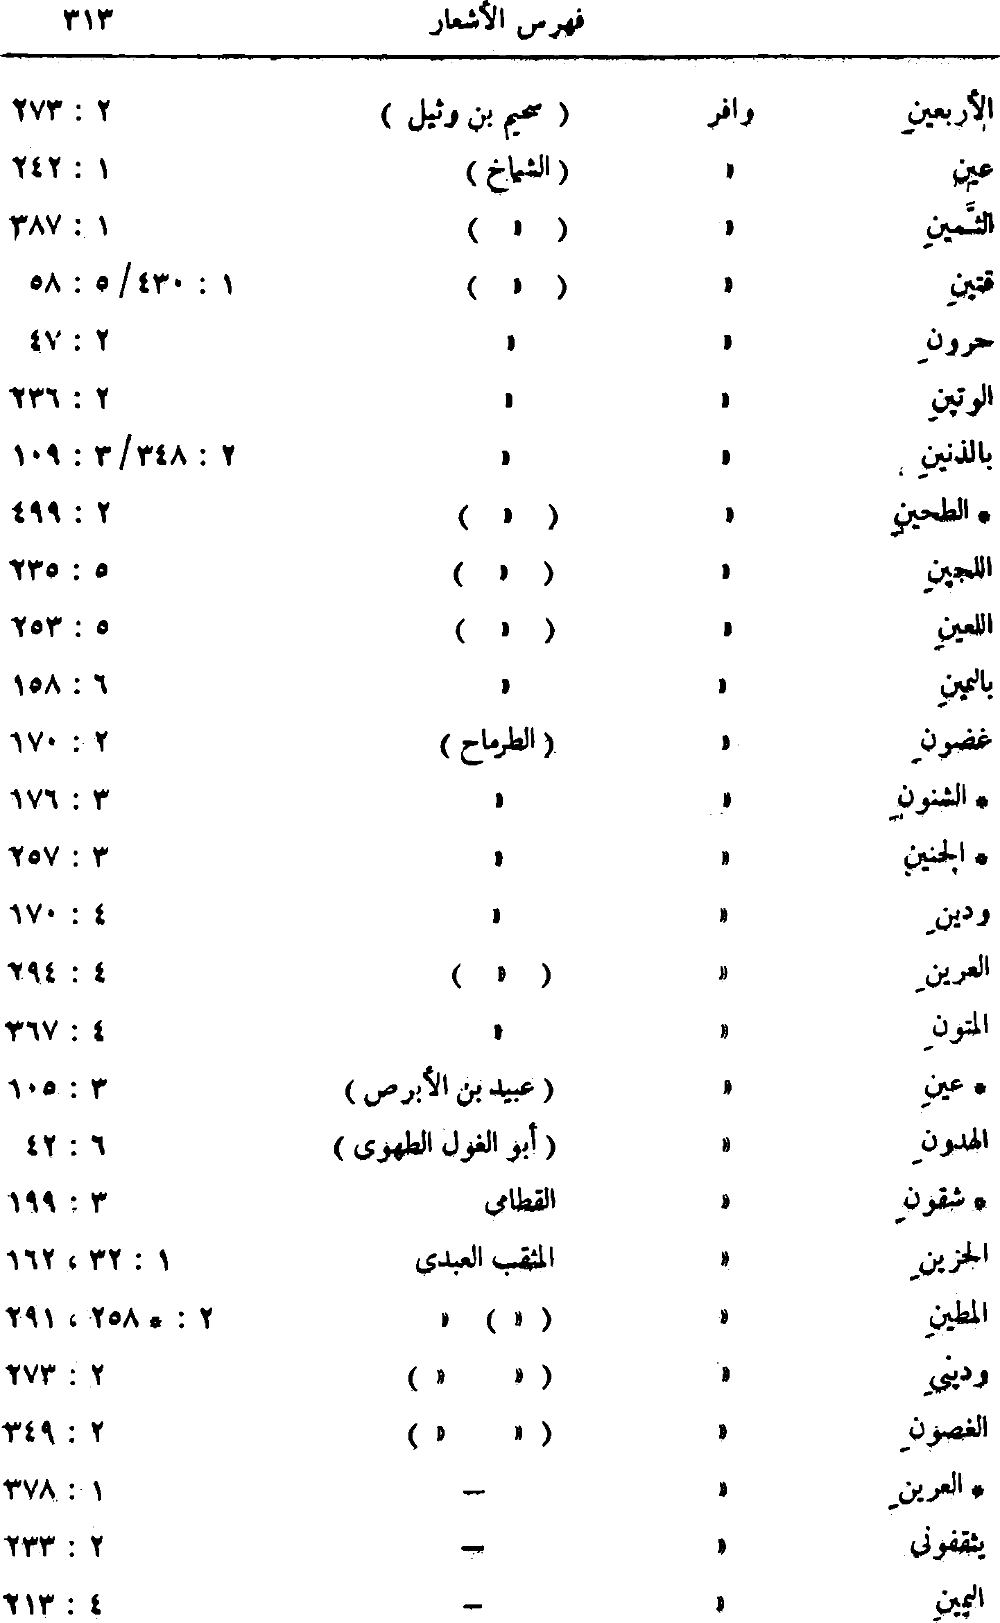 فهرس الأشعار ٣١٣
الأربعينِ وافر ( سحيم بن وثيل ) ٢ : ٢٧٣
عينِ » ( الشماخ ) ١ : ٢٤٢
الثَّمينِ » ( » ) ١ : ٣٨٧
قتينِ » ( » ) ١ : ٤٣٠ / ٥ : ٥٨
حرونِ » » ٢ : ٤٧
الوتينِ » » ٢ : ٢٣٦
بالذنينِ » » ٢ : ٣٤٨ / ٣ : ١٠٩
* الطحينِ » ( » ) ٢ : ٤٩٩
اللجينِ » ( » ) ٥ : ٢٣٥
اللعينِ » ( » ) ٥ : ٢٥٣
باليمينِ » » ٦ : ١٥٨
غضونِ » ( الطرماح ) ٢ : ١٧٠
* الشنونِ » » ٣ : ١٧٦
* الجنينِ » » ٣ : ٢٥٧
ودينِ » » ٤ : ١٧٠
العرينِ » ( » ) ٤ : ٢٩٤
المتونِ » » ٤ : ٣٦٧
* عينِ » ( عبيد بن الأبرص ) ٣ : ١٠٥
الهدونِ » ( أبو الغول الطهوى ) ٦ : ٤٢
* شقونِ » القطامى ٣ : ١٩٩
الحزينِ » المثقب العبدى ١ : ٣٢ ، ١٦٢
المطينِ » ( » ) » ٢ : * ٢٥٨ ، ٢٩١
ودينِي » ( » » ) ٢ : ٢٧٣
الغصونِ » ( » » ) ٢ : ٣٤٩
* العرينِ » — ١ : ٣٧٨
يثقفونى » — ٢ : ٢٣٣
اليمينِ » — ٤ : ٢١٣